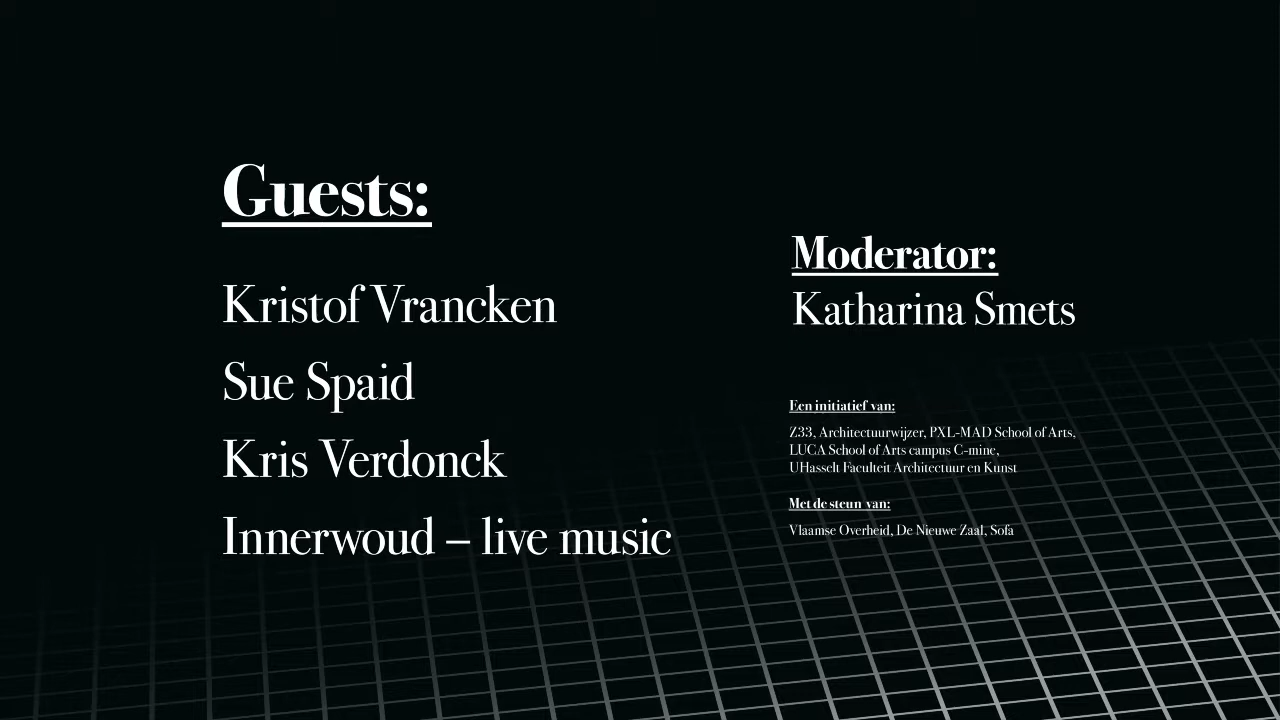 Guests:
Kristof Vrancken
Sue Spaid
Kris Verdonck
Innerwoud – live music
Moderator:
Katharina Smets
Een initiatief van:
Z33, Architectuurwijzer, PXL-MAD School of Arts,
LUCA School of Arts campus C-mine,
UHasselt Faculteit Architectuur en Kunst
Met de steun van:
Vlaamse Overheid, De Nieuwe Zaal, Sofa